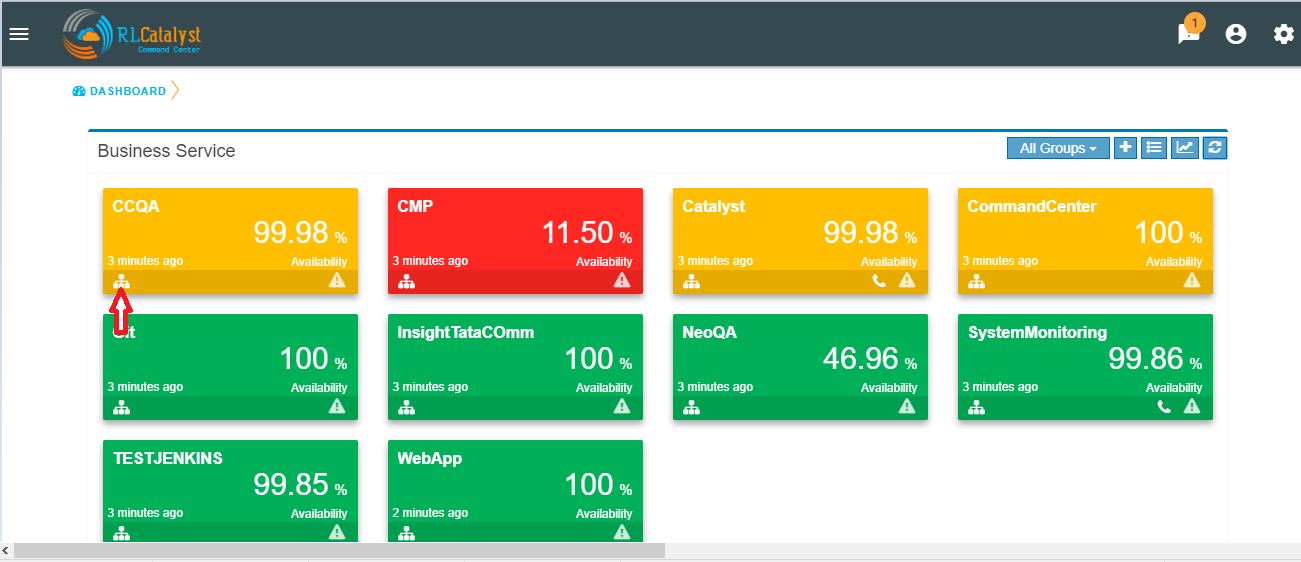 1
RLCatalyst
Command Center
DASHBOARD
Business Service
All Groups
CCQA
99.98 %
3 minutes ago Availability
CMP
11.50 %
3 minutes ago Availability
Catalyst
99.98 %
3 minutes ago Availability
CommandCenter
100 %
3 minutes ago Availability
100 %
3 minutes ago Availability
InsightTataCOmm
100 %
3 minutes ago Availability
NeoQA
46.96 %
3 minutes ago Availability
SystemMonitoring
99.86 %
3 minutes ago Availability
TESTJENKINS
99.85 %
3 minutes ago Availability
WebApp
100 %
2 minutes ago Availability